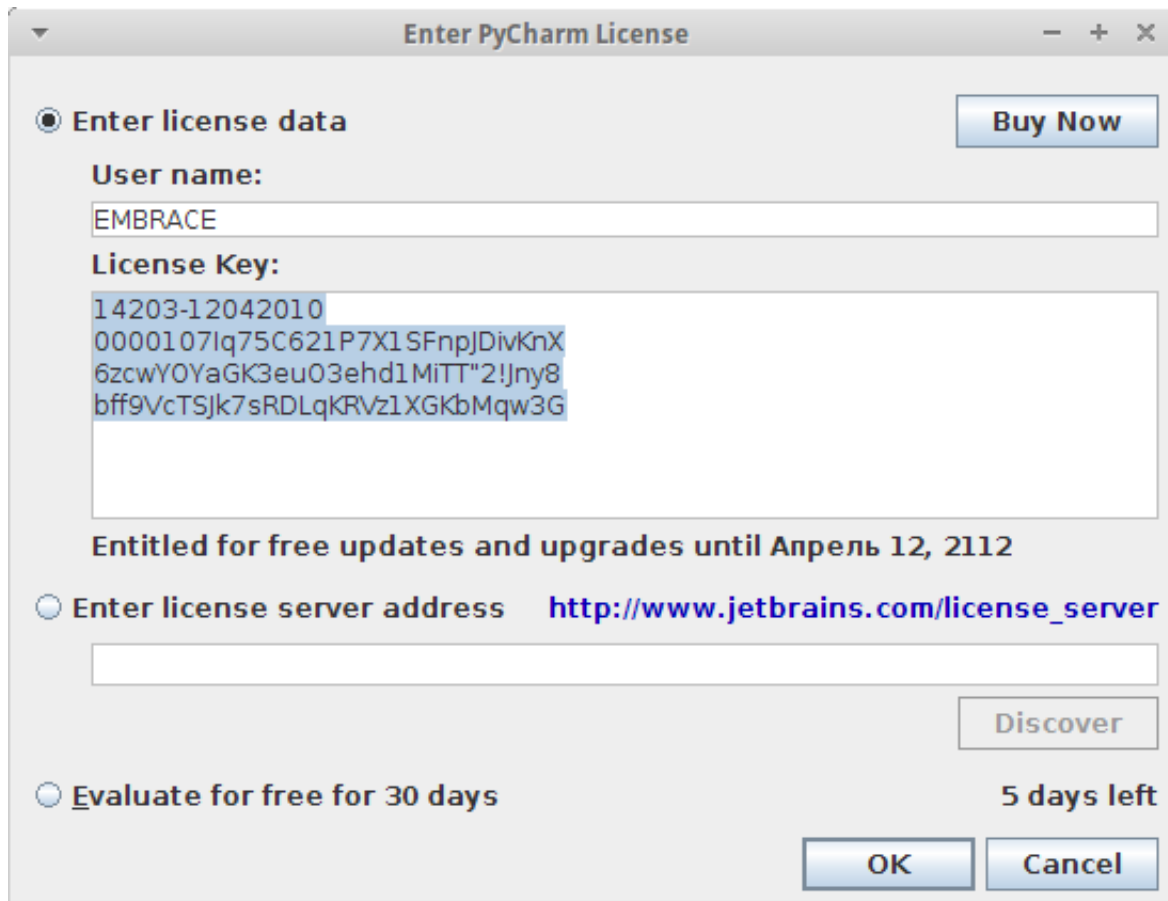 Enter PyCharm License
Enter license data
Buy Now
User name:
EMBRACE
License Key:
14203-12042010
0000107Iq75C621P7X1SFnpJDivKnX
6zcwY0YaGK3euO3ehd1MiTT"2!Jny8
bff9VcTSJk7sRDLqKRVz1XGKbMqw3G
Entitled for free updates and upgrades until Апрель 12, 2112
Enter license server address http://www.jetbrains.com/license_server
Discover
Evaluate for free for 30 days 5 days left
OK Cancel